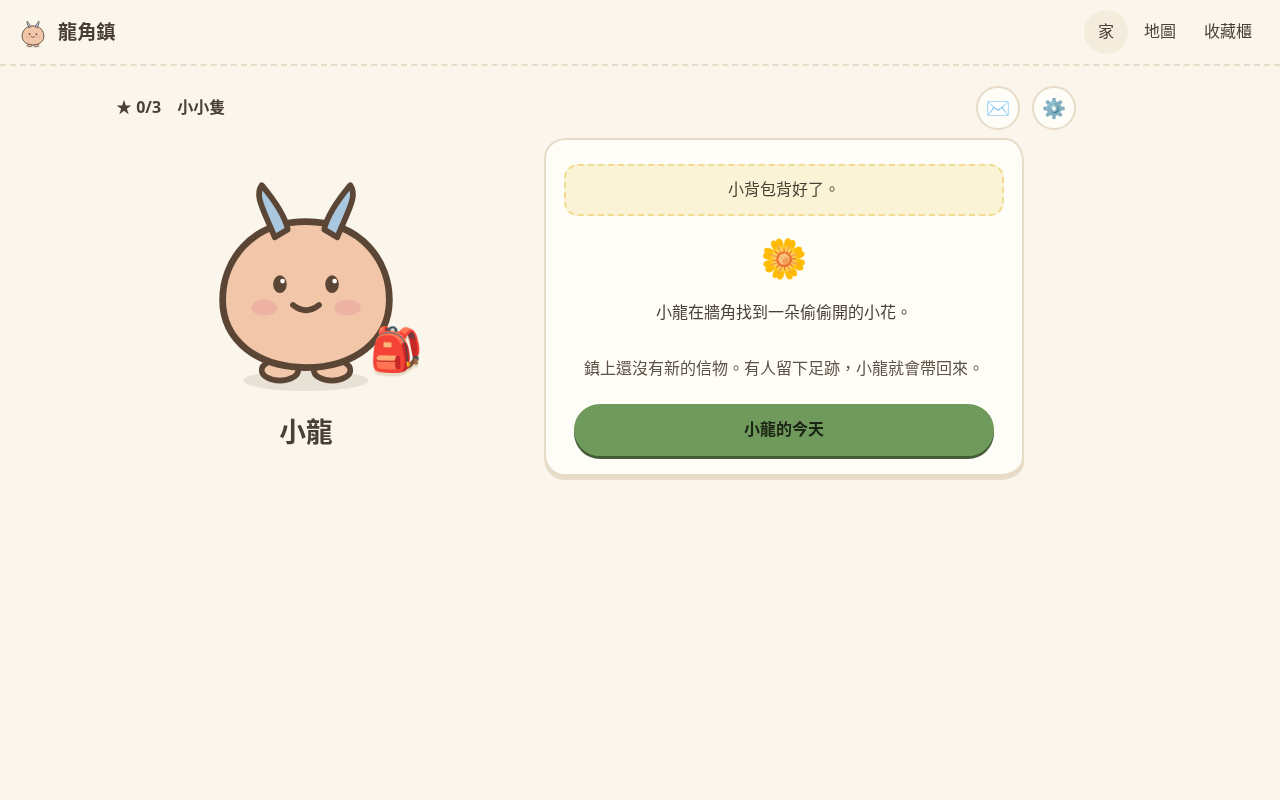 龍角鎮
家
地圖
收藏櫃
★ 0/3 小小隻
小背包背好了。
小龍在牆角找到一朵偷偷開的小花。
鎮上還沒有新的信物。有人留下足跡，小龍就會帶回來。
小龍的今天
小龍